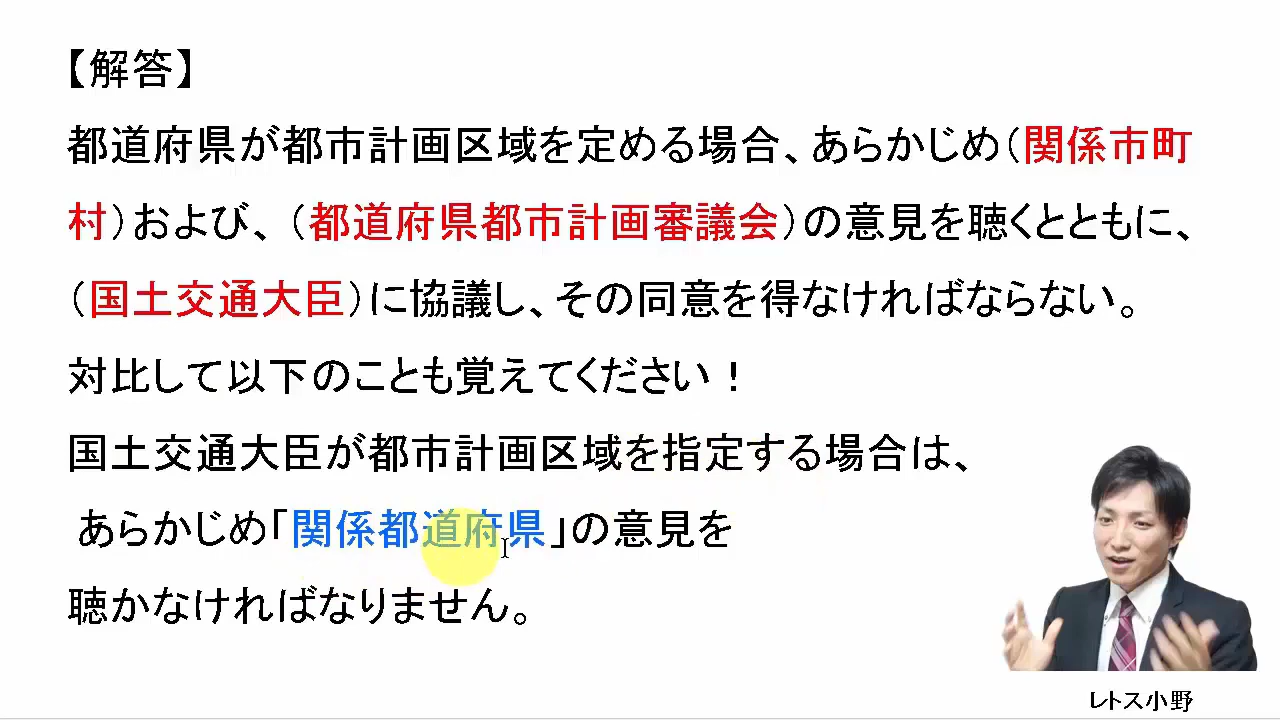 【解答】
都道府県が都市計画区域を定める場合、あらかじめ（関係市町
村）および、（都道府県都市計画審議会）の意見を聴くとともに、
（国土交通大臣）に協議し、その同意を得なければならない。
対比して以下のことも覚えてください！
国土交通大臣が都市計画区域を指定する場合は、
あらかじめ「関係都道府県」の意見を
聴かなければなりません。
レトス小野